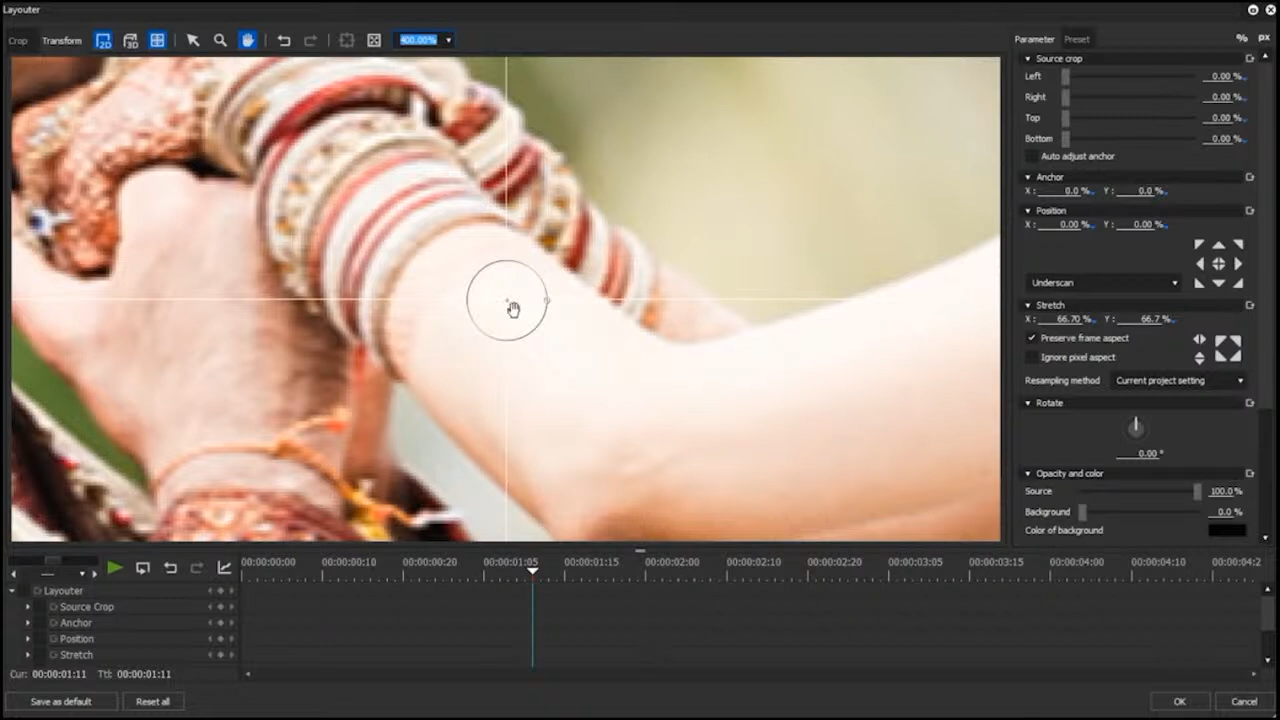 Layouter
Crop Transform 2D 3D 400.00%
Parameter Preset % px
Source crop
Left 0.00 %
Right 0.00 %
Top 0.00 %
Bottom 0.00 %
Auto adjust anchor
Anchor
X : 0.0 % Y : 0.0 %
Position
X : 0.00 % Y : 0.00 %
Underscan
Stretch
X : 66.70 % Y : 66.7 %
Preserve frame aspect
Ignore pixel aspect
Resampling method Current project setting
Rotate
0.00 °
Opacity and color
Source 100.0 %
Background 0.0 %
Color of background
00:00:00:00 00:00:00:10 00:00:00:20 00:00:01:05 00:00:01:15 00:00:02:00 00:00:02:10 00:00:02:20 00:00:03:05 00:00:03:15 00:00:04:00 00:00:04:10 00:00:04:2
Layouter
Source Crop
Anchor
Position
Stretch
Cur: 00:00:01:11 Ttl: 00:00:01:11
Save as default Reset all OK Cancel